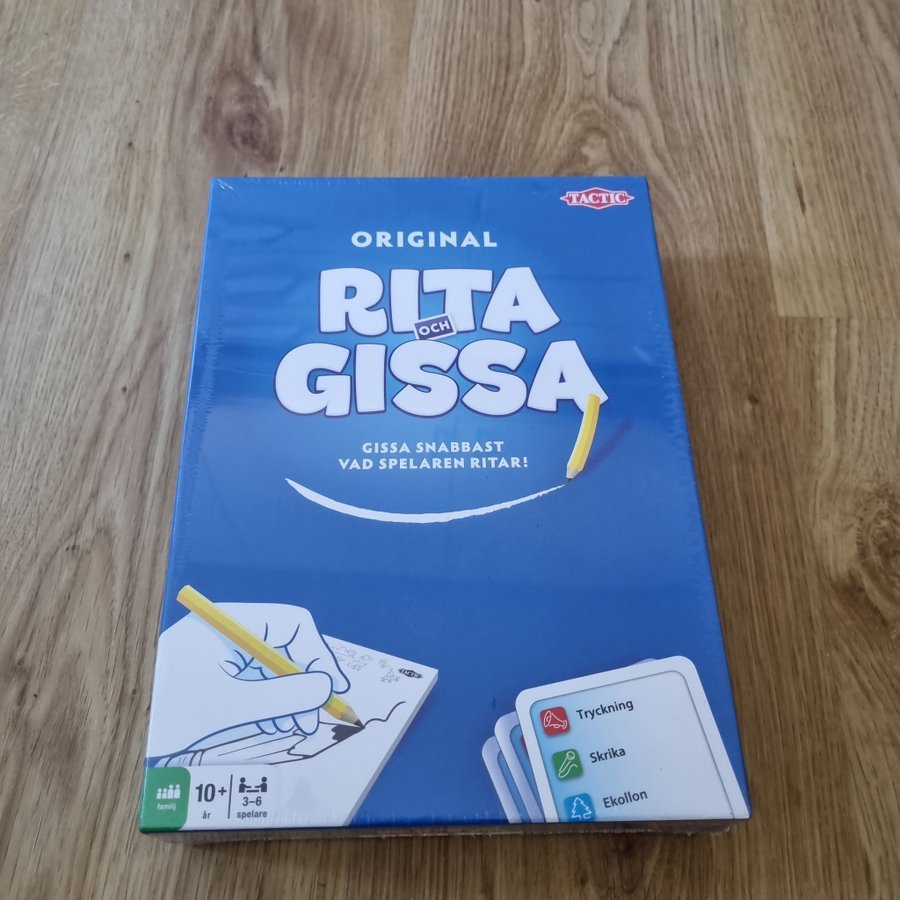 TACTIC
ORIGINAL
RITA
OCH
GISSA
GISSA SNABBAST
VAD SPELAREN RITAR!
TACTIC
Tryckning
Skrika
Ekollon
familj
10+
år
3–6
spelare